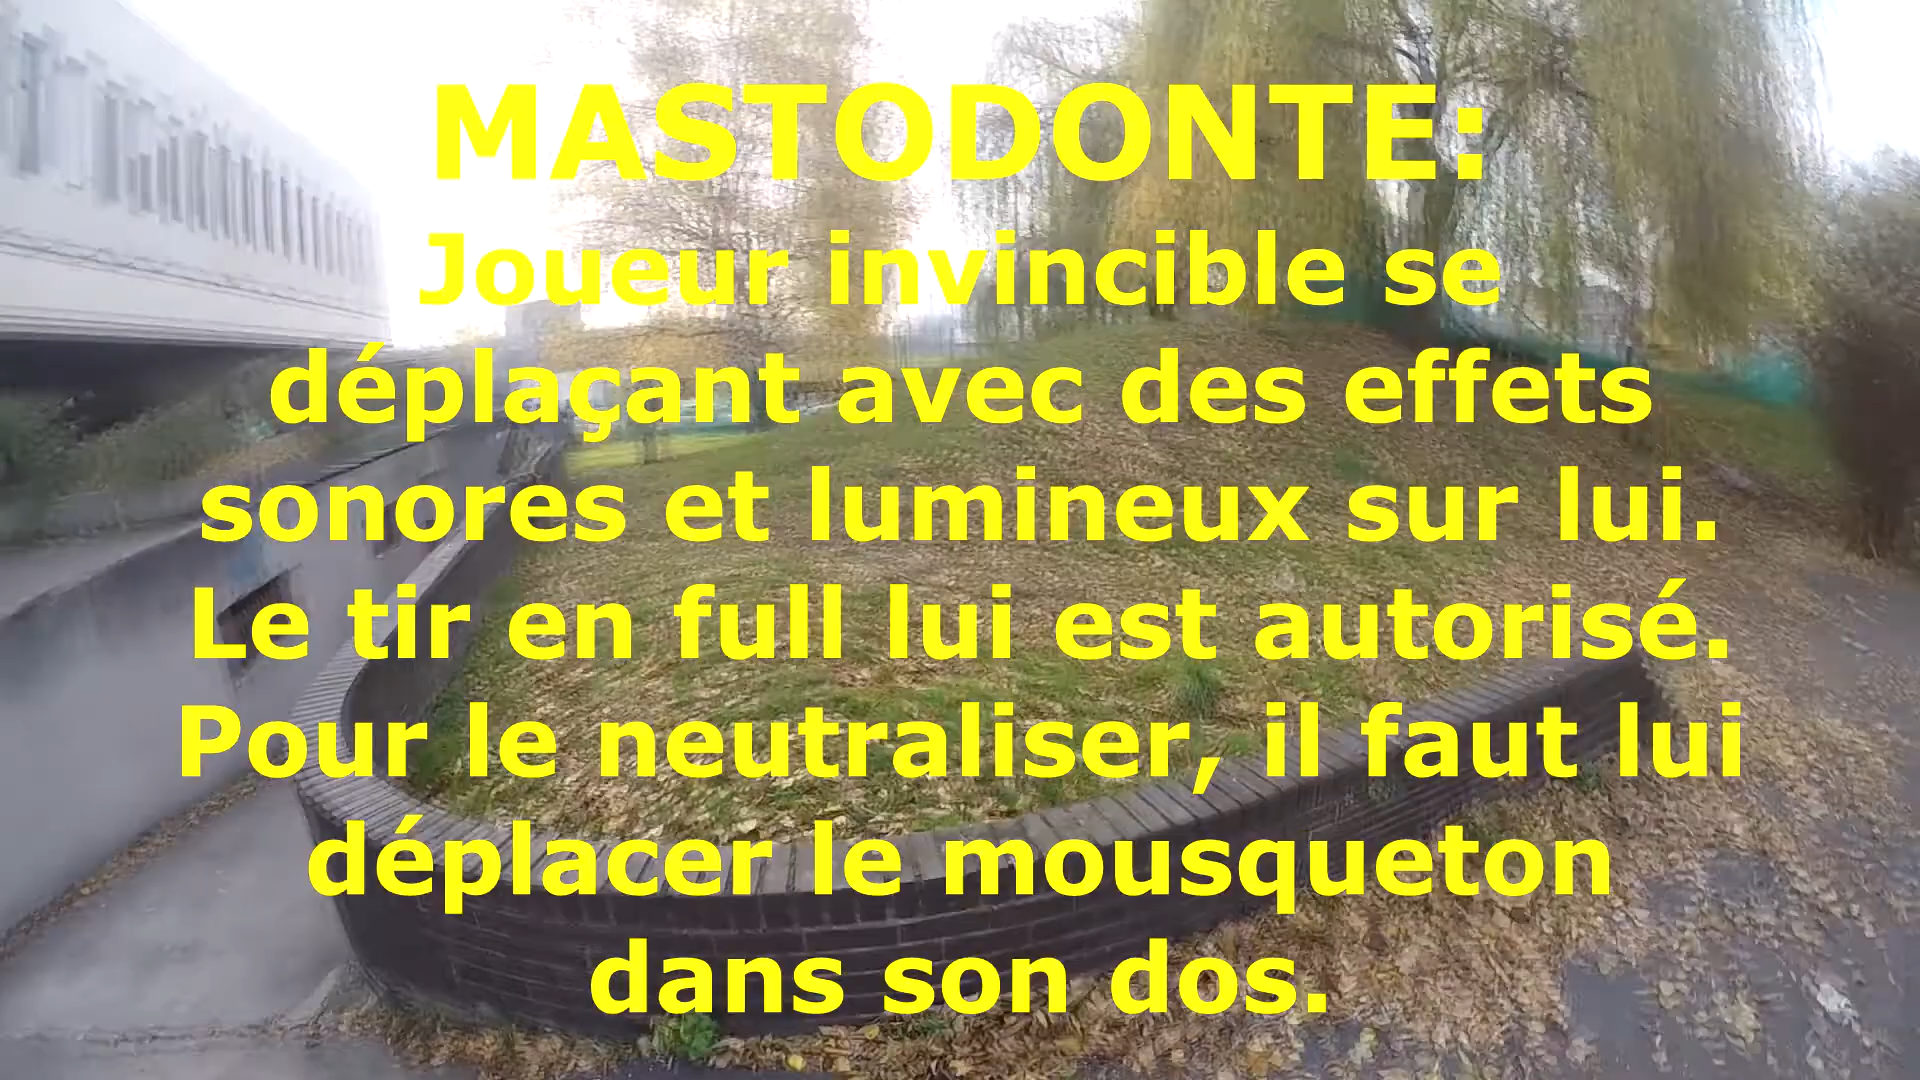 MASTODONTE:
Joueur invincible se
déplaçant avec des effets
sonores et lumineux sur lui.
Le tir en full lui est autorisé.
Pour le neutraliser, il faut lui
déplacer le mousqueton
dans son dos.